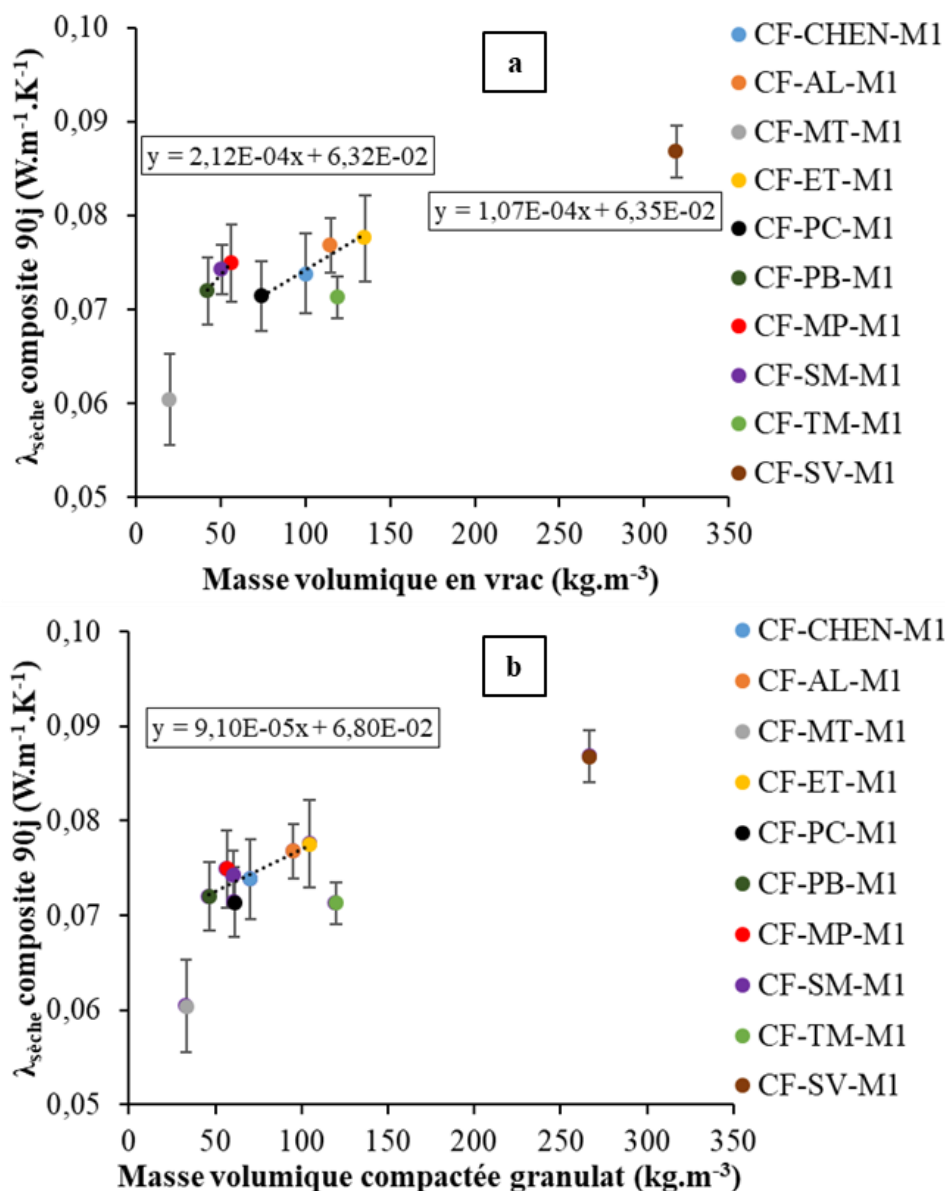 a
λsèche composite 90j (W.m-1.K-1)
0,10
0,09
0,08
0,07
0,06
0,05
y = 2,12E-04x + 6,32E-02
y = 1,07E-04x + 6,35E-02
0 50 100 150 200 250 300 350
Masse volumique en vrac (kg.m-3)
CF-CHEN-M1
CF-AL-M1
CF-MT-M1
CF-ET-M1
CF-PC-M1
CF-PB-M1
CF-MP-M1
CF-SM-M1
CF-TM-M1
CF-SV-M1
b
λsèche composite 90j (W.m-1.K-1)
0,10
0,09
0,08
0,07
0,06
0,05
y = 9,10E-05x + 6,80E-02
0 50 100 150 200 250 300 350
Masse volumique compactée granulat (kg.m-3)
CF-CHEN-M1
CF-AL-M1
CF-MT-M1
CF-ET-M1
CF-PC-M1
CF-PB-M1
CF-MP-M1
CF-SM-M1
CF-TM-M1
CF-SV-M1